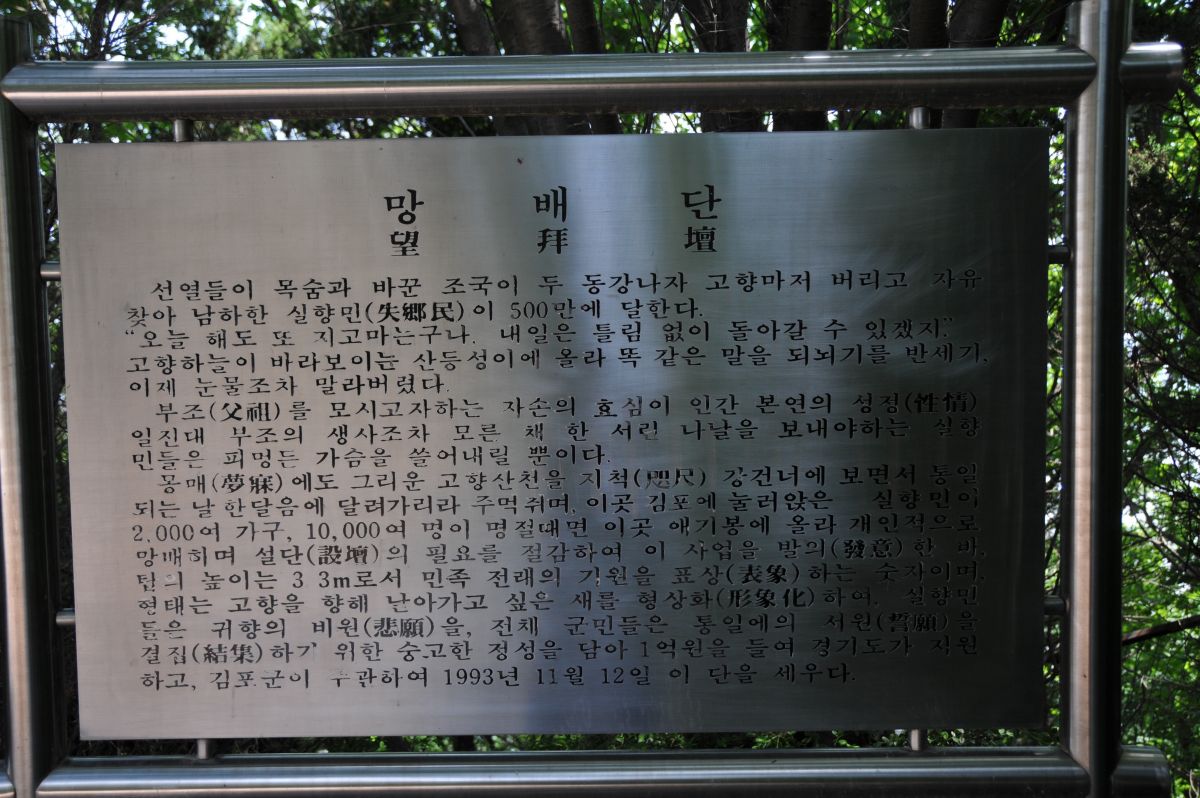 망 배 단
望 拜 壇
선열들이 목숨과 바꾼 조국이 두 동강나자 고향마저 버리고 자유
찾아 남하한 실향민(失郷民)이 500만에 달한다.
“오늘 해도 또 지고마는구나. 내일은 틀림 없이 돌아갈 수 있겠지.”
고향하늘이 바라보이는 산등성이에 올라 똑 같은 말을 되뇌기를 반세기,
이제 눈물조차 말라버렸다.
부조(父祖)를 모시고자하는 자손의 효심이 인간 본연의 성정(性情)
일진대 부조의 생사조차 모른 채 한 서린 나날을 보내야하는 실향
민들은 피멍든 가슴을 쓸어내릴 뿐이다.
몽매(夢寐)에도 그리운 고향산천을 지척(咫尺) 강건너에 보면서 통일
되는 날 한달음에 달려가리라 주먹쥐며, 이곳 김포에 눌러앉은 실향민이
2,000여 가구, 10,000여 명이 명절때면 이곳 애기봉에 올라 개인적으로
망배하며 설단(設壇)의 필요를 절감하여 이 사업을 발의(發意)한 바,
탑의 높이는 3.3m로서 민족 전래의 기원을 표상(表象)하는 숫자이며,
형태는 고향을 향해 날아가고 싶은 새를 형상화(形象化)하여, 실향민
들은 귀향의 비원(悲願)을, 전체 군민들은 통일에의 서원(誓願)을
결집(結集)하기 위한 숭고한 정성을 담아 1억원을 들여 경기도가 지원
하고, 김포군이 주관하여 1993년 11월 12일 이 단을 세우다.